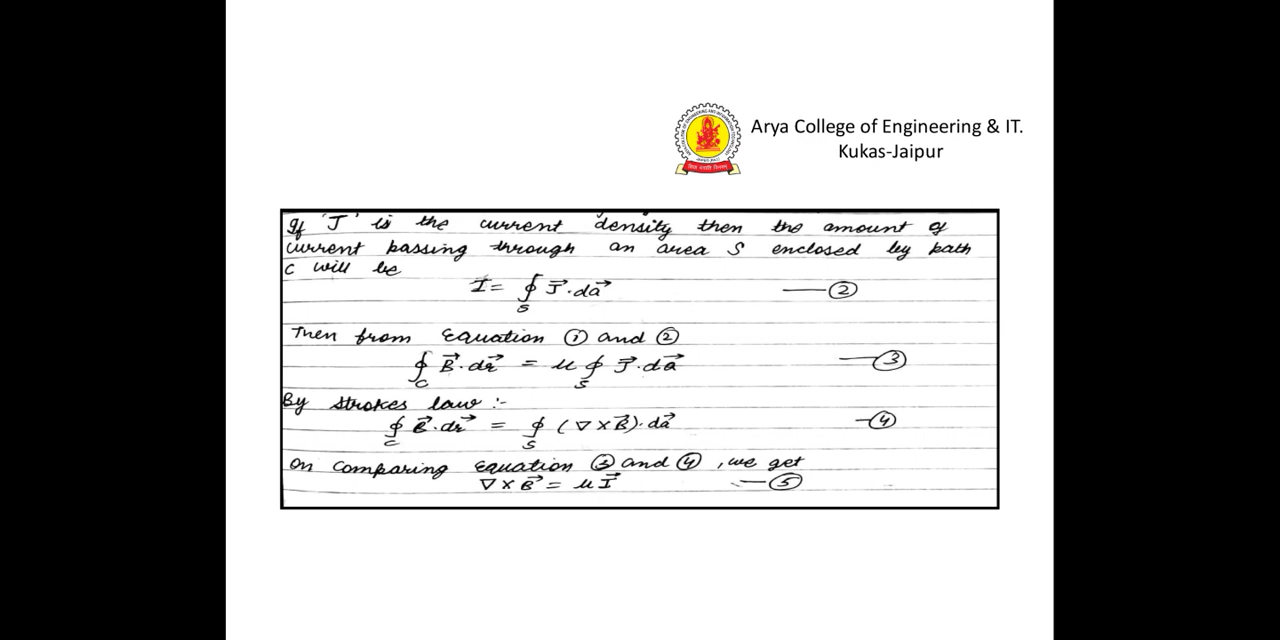 Arya College of Engineering & IT.
Kukas-Jaipur
If 'J' is the current density then the amount of
current passing through an area S enclosed by path
C will be
I = ∮_S J⃗·da⃗ —②
Then from Equation ① and ②
∮_C B⃗·dr⃗ = μ ∮_S J⃗·da⃗ —③
By Strokes law :-
∮_C B⃗·dr⃗ = ∮_S (∇×B⃗)·da⃗ —④
On comparing Equation ③ and ④, we get
∇×B⃗ = μI⃗ —⑤